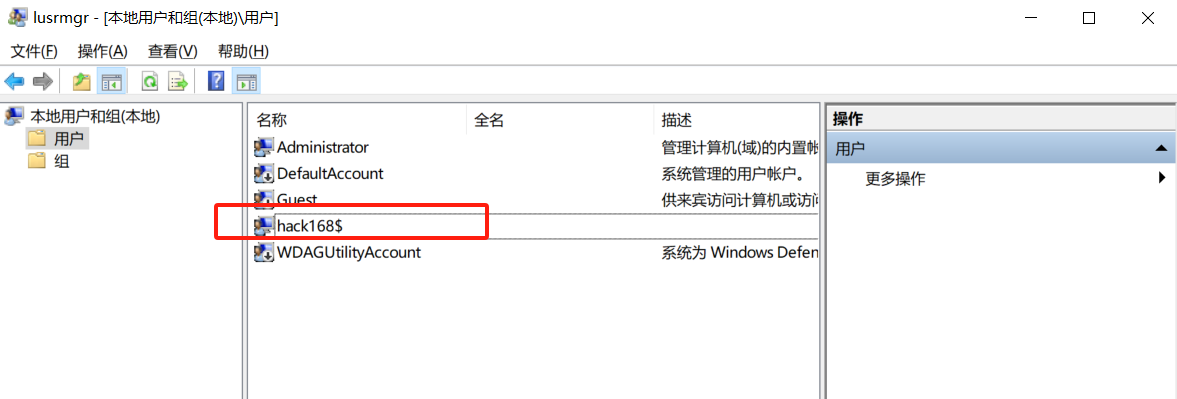 lusrmgr - [本地用户和组(本地)\用户]
文件(F) 操作(A) 查看(V) 帮助(H)
本地用户和组(本地)
用户
组
名称 全名 描述
Administrator 管理计算机(域)的内置帐
DefaultAccount 系统管理的用户帐户。
Guest 供来宾访问计算机或访问
hack168$
WDAGUtilityAccount 系统为 Windows Defen
操作
用户
更多操作